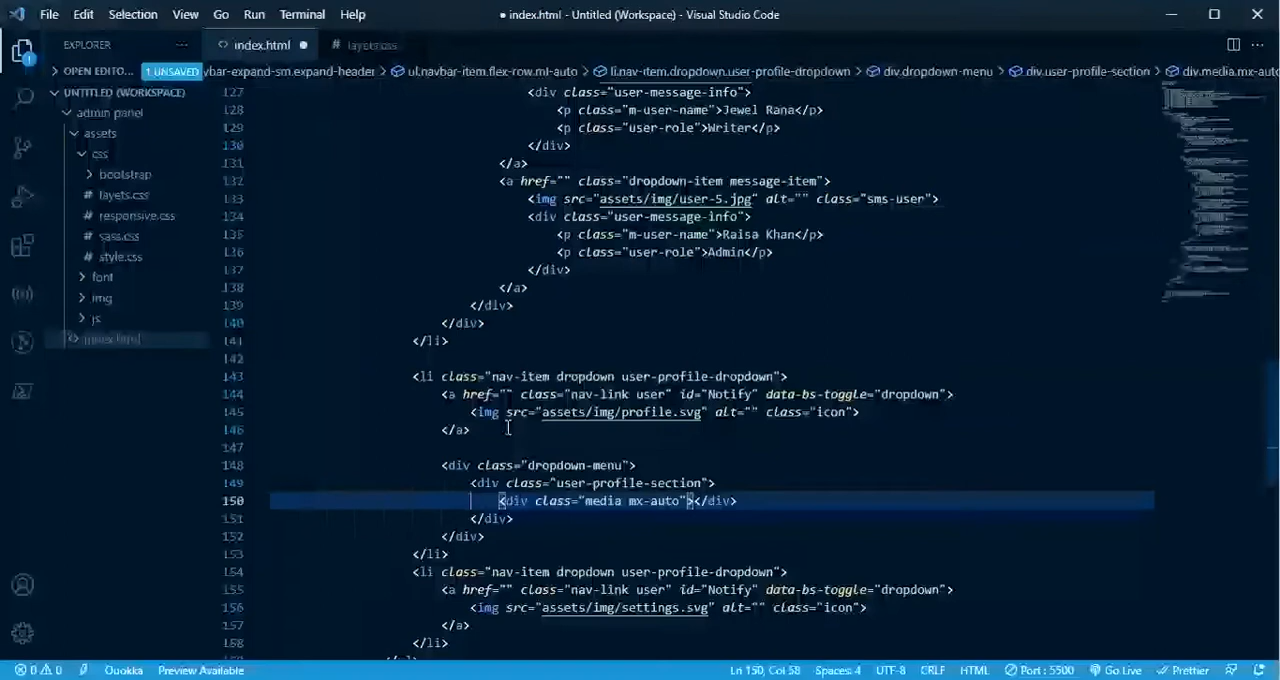 File Edit Selection View Go Run Terminal Help
● index.html - Untitled (Workspace) - Visual Studio Code
EXPLORER ···
<> index.html ●
# layets.css
> OPEN EDITO... 1 UNSAVED
vbar-expand-sm.expand-header > ul.navbar-item.flex-row.ml-auto > li.nav-item.dropdown.user-profile-dropdown > div.dropdown-menu > div.user-profile-section > div.media.mx-auto
UNTITLED (WORKSPACE)
admin panel
assets
css
bootstrap
# layets.css
# responsive.css
# sass.css
# style.css
font
img
js
<> index.html
127 <div class="user-message-info">
128 <p class="m-user-name">Jewel Rana</p>
129 <p class="user-role">Writer</p>
130 </div>
131 </a>
132 <a href="" class="dropdown-item message-item">
133 <img src="assets/img/user-5.jpg" alt="" class="sms-user">
134 <div class="user-message-info">
135 <p class="m-user-name">Raisa Khan</p>
136 <p class="user-role">Admin</p>
137 </div>
138 </a>
139 </div>
140 </div>
141 </li>
142
143 <li class="nav-item dropdown user-profile-dropdown">
144 <a href="" class="nav-link user" id="Notify" data-bs-toggle="dropdown">
145 <img src="assets/img/profile.svg" alt="" class="icon">
146 </a>
147
148 <div class="dropdown-menu">
149 <div class="user-profile-section">
150 <div class="media mx-auto"></div>
151 </div>
152 </div>
153 </li>
154 <li class="nav-item dropdown user-profile-dropdown">
155 <a href="" class="nav-link user" id="Notify" data-bs-toggle="dropdown">
156 <img src="assets/img/settings.svg" alt="" class="icon">
157 </a>
158 </li>
0 0 Quokka Preview Available
Ln 150, Col 58 Spaces: 4 UTF-8 CRLF HTML Port : 5500 Go Live Prettier